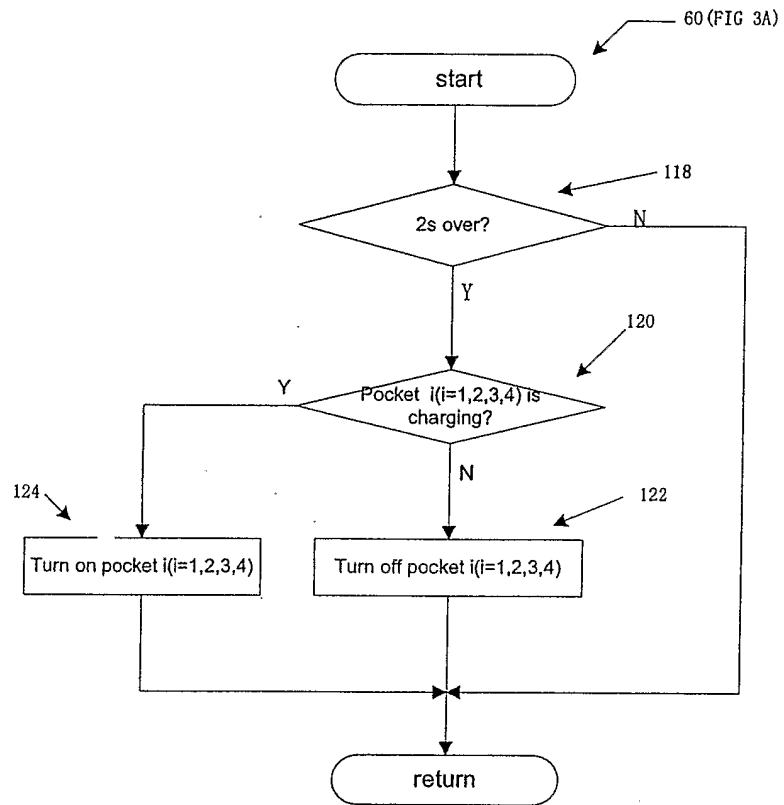 60(FIG 3A)
start
118
2s over?
N
Y
120
Y
Pocket i(i=1,2,3,4) is
charging?
N
124
122
Turn on pocket i(i=1,2,3,4)
Turn off pocket i(i=1,2,3,4)
return